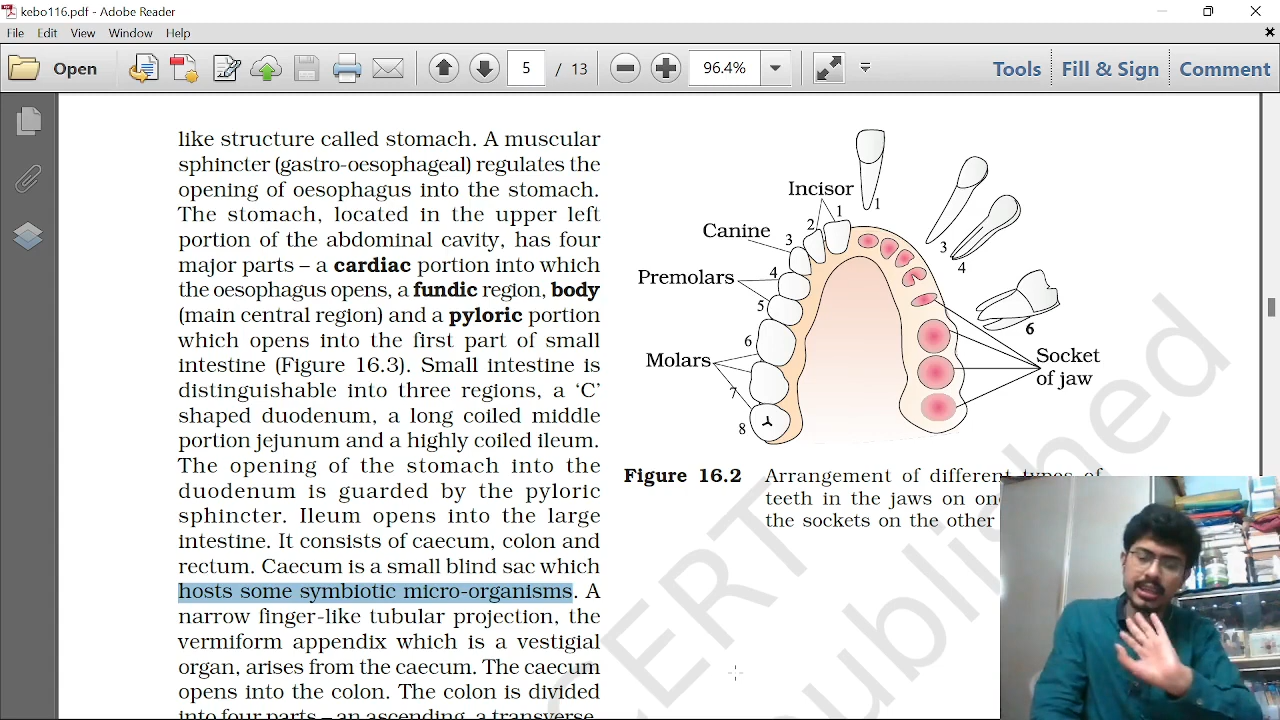 kebo116.pdf - Adobe Reader
File Edit View Window Help
Open 5 / 13 96.4% Tools Fill & Sign Comment
like structure called stomach. A muscular
sphincter (gastro-oesophageal) regulates the
opening of oesophagus into the stomach.
The stomach, located in the upper left
portion of the abdominal cavity, has four
major parts – a cardiac portion into which
the oesophagus opens, a fundic region, body
(main central region) and a pyloric portion
which opens into the first part of small
intestine (Figure 16.3). Small intestine is
distinguishable into three regions, a ‘C’
shaped duodenum, a long coiled middle
portion jejunum and a highly coiled ileum.
The opening of the stomach into the
duodenum is guarded by the pyloric
sphincter. Ileum opens into the large
intestine. It consists of caecum, colon and
rectum. Caecum is a small blind sac which
hosts some symbiotic micro-organisms. A
narrow finger-like tubular projection, the
vermiform appendix which is a vestigial
organ, arises from the caecum. The caecum
opens into the colon. The colon is divided
into four parts – an ascending, a transverse,
Incisor
1
1
2
Canine
3
3
4
Premolars
4
5
6
6
Molars
7
8
Socket
of jaw
Figure 16.2 Arrangement of different types of
teeth in the jaws on one
the sockets on the other